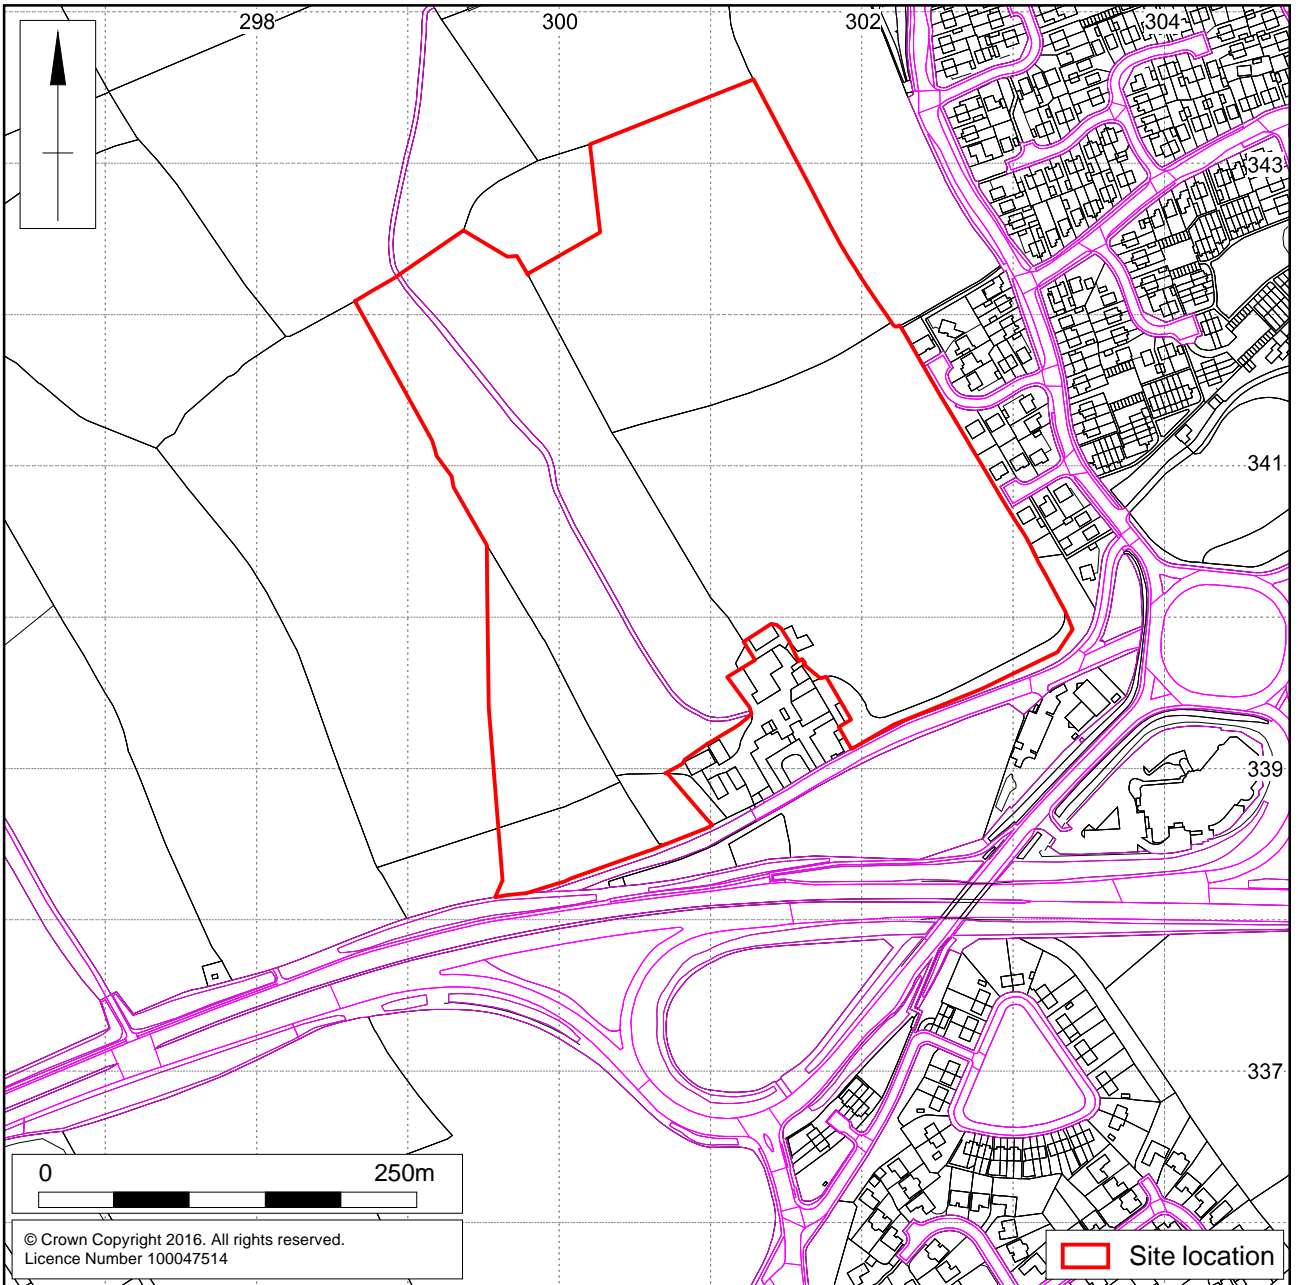 298 300 302 304
343
341
339
337
0 250m
© Crown Copyright 2016. All rights reserved.
Licence Number 100047514
Site location